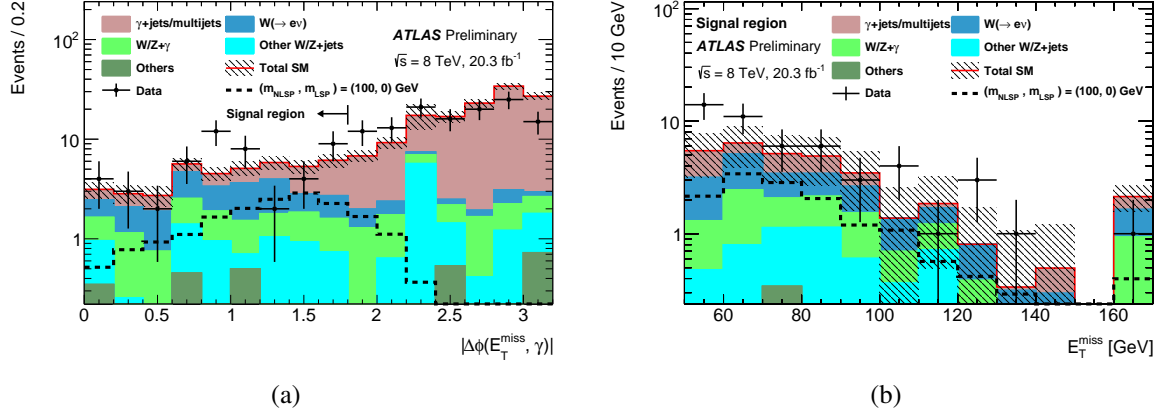 Events / 0.2
10²
10
1
γ+jets/multijets
W(→ eν)
W/Z+γ
Other W/Z+jets
Others
Total SM
Data
(m_NLSP , m_LSP) = (100, 0) GeV
ATLAS Preliminary
√s = 8 TeV, 20.3 fb⁻¹
Signal region
0 0.5 1 1.5 2 2.5 3
|Δϕ(E_T^miss, γ)|
(a)
Events / 10 GeV
10²
10
1
Signal region
ATLAS Preliminary
√s = 8 TeV, 20.3 fb⁻¹
γ+jets/multijets
W(→ eν)
W/Z+γ
Other W/Z+jets
Others
Total SM
Data
(m_NLSP , m_LSP) = (100, 0) GeV
60 80 100 120 140 160
E_T^miss [GeV]
(b)